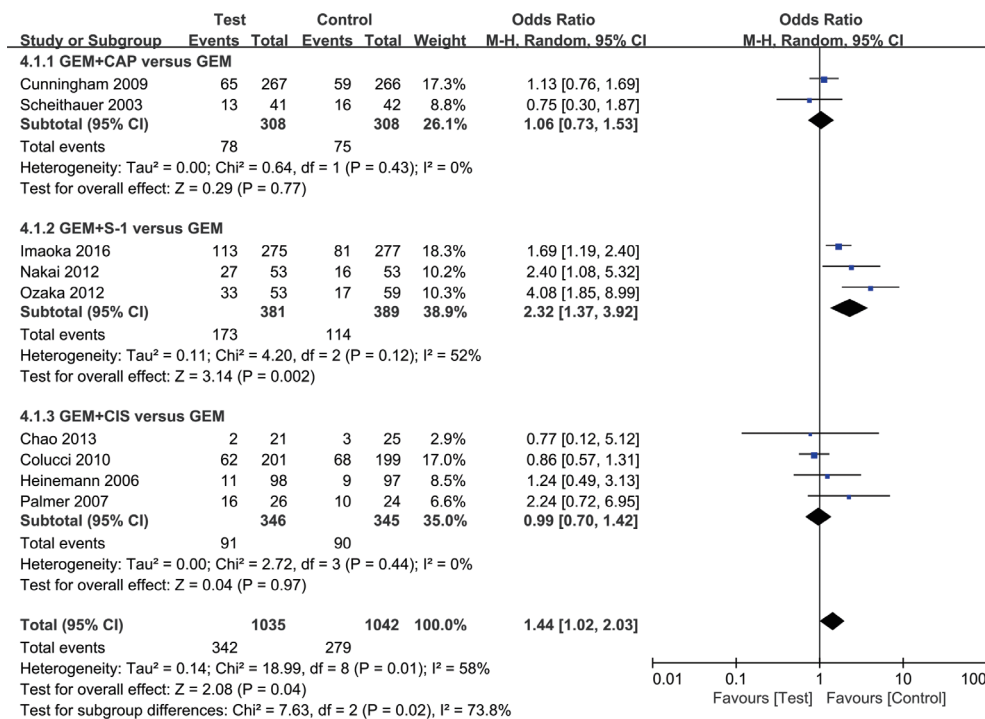 Test Control Odds Ratio Odds Ratio
Study or Subgroup Events Total Events Total Weight M-H, Random, 95% CI M-H, Random, 95% CI
4.1.1 GEM+CAP versus GEM
Cunningham 2009 65 267 59 266 17.3% 1.13 [0.76, 1.69]
Scheithauer 2003 13 41 16 42 8.8% 0.75 [0.30, 1.87]
Subtotal (95% CI) 308 308 26.1% 1.06 [0.73, 1.53]
Total events 78 75
Heterogeneity: Tau² = 0.00; Chi² = 0.64, df = 1 (P = 0.43); I² = 0%
Test for overall effect: Z = 0.29 (P = 0.77)
4.1.2 GEM+S-1 versus GEM
Imaoka 2016 113 275 81 277 18.3% 1.69 [1.19, 2.40]
Nakai 2012 27 53 16 53 10.2% 2.40 [1.08, 5.32]
Ozaka 2012 33 53 17 59 10.3% 4.08 [1.85, 8.99]
Subtotal (95% CI) 381 389 38.9% 2.32 [1.37, 3.92]
Total events 173 114
Heterogeneity: Tau² = 0.11; Chi² = 4.20, df = 2 (P = 0.12); I² = 52%
Test for overall effect: Z = 3.14 (P = 0.002)
4.1.3 GEM+CIS versus GEM
Chao 2013 2 21 3 25 2.9% 0.77 [0.12, 5.12]
Colucci 2010 62 201 68 199 17.0% 0.86 [0.57, 1.31]
Heinemann 2006 11 98 9 97 8.5% 1.24 [0.49, 3.13]
Palmer 2007 16 26 10 24 6.6% 2.24 [0.72, 6.95]
Subtotal (95% CI) 346 345 35.0% 0.99 [0.70, 1.42]
Total events 91 90
Heterogeneity: Tau² = 0.00; Chi² = 2.72, df = 3 (P = 0.44); I² = 0%
Test for overall effect: Z = 0.04 (P = 0.97)
Total (95% CI) 1035 1042 100.0% 1.44 [1.02, 2.03]
Total events 342 279
Heterogeneity: Tau² = 0.14; Chi² = 18.99, df = 8 (P = 0.01); I² = 58%
Test for overall effect: Z = 2.08 (P = 0.04)
Test for subgroup differences: Chi² = 7.63, df = 2 (P = 0.02), I² = 73.8%
0.01 0.1 1 10 100
Favours [Test] Favours [Control]